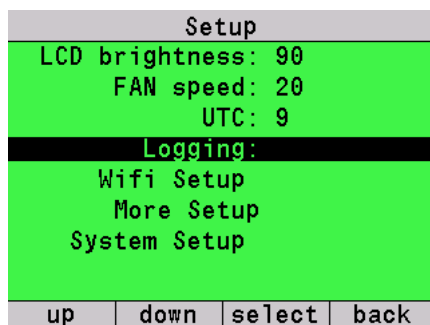 Setup
LCD brightness: 90
FAN speed: 20
UTC: 9
Logging:
Wifi Setup
More Setup
System Setup
up down select back